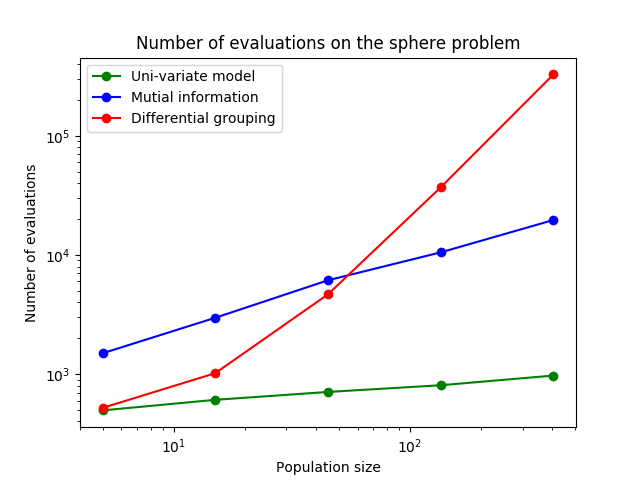 Number of evaluations on the sphere problem
Uni-variate model
Mutial information
Differential grouping
Number of evaluations
10^5
10^4
10^3
10^1
10^2
Population size